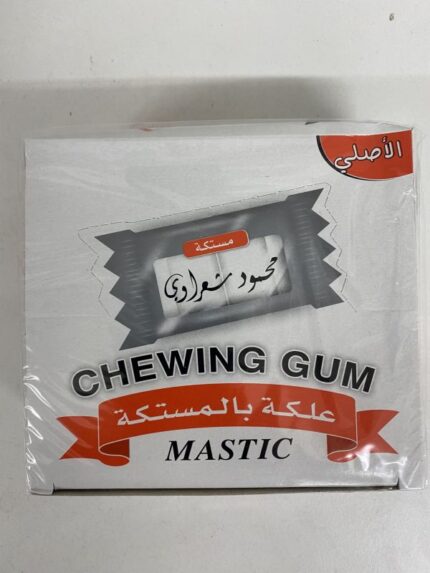 الأصلي
مستكة
محمود شعراوي
CHEWING GUM
علكة بالمستكة
MASTIC